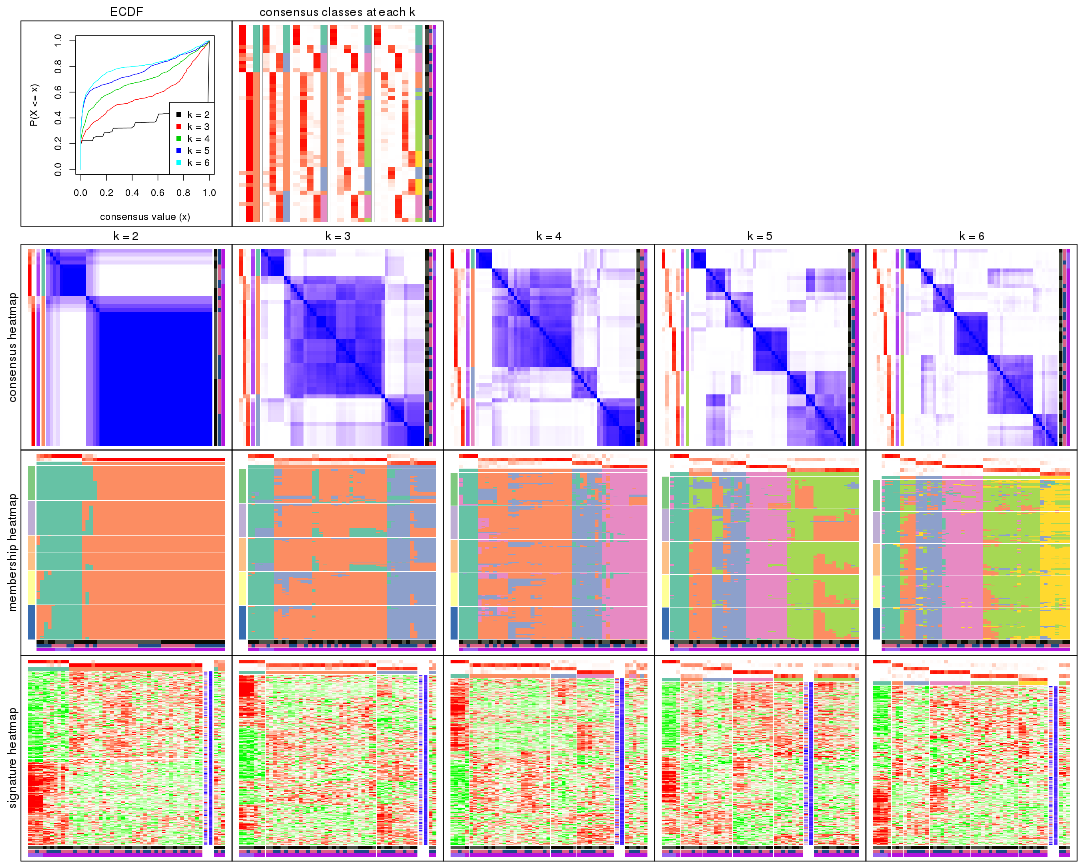 ECDF
consensus classes at each k
P(X <= x)
0.0 0.2 0.4 0.6 0.8 1.0
k = 2
k = 3
k = 4
k = 5
k = 6
0.0 0.2 0.4 0.6 0.8 1.0
consensus value (x)
k = 2 k = 3 k = 4 k = 5 k = 6
consensus heatmap
membership heatmap
signature heatmap